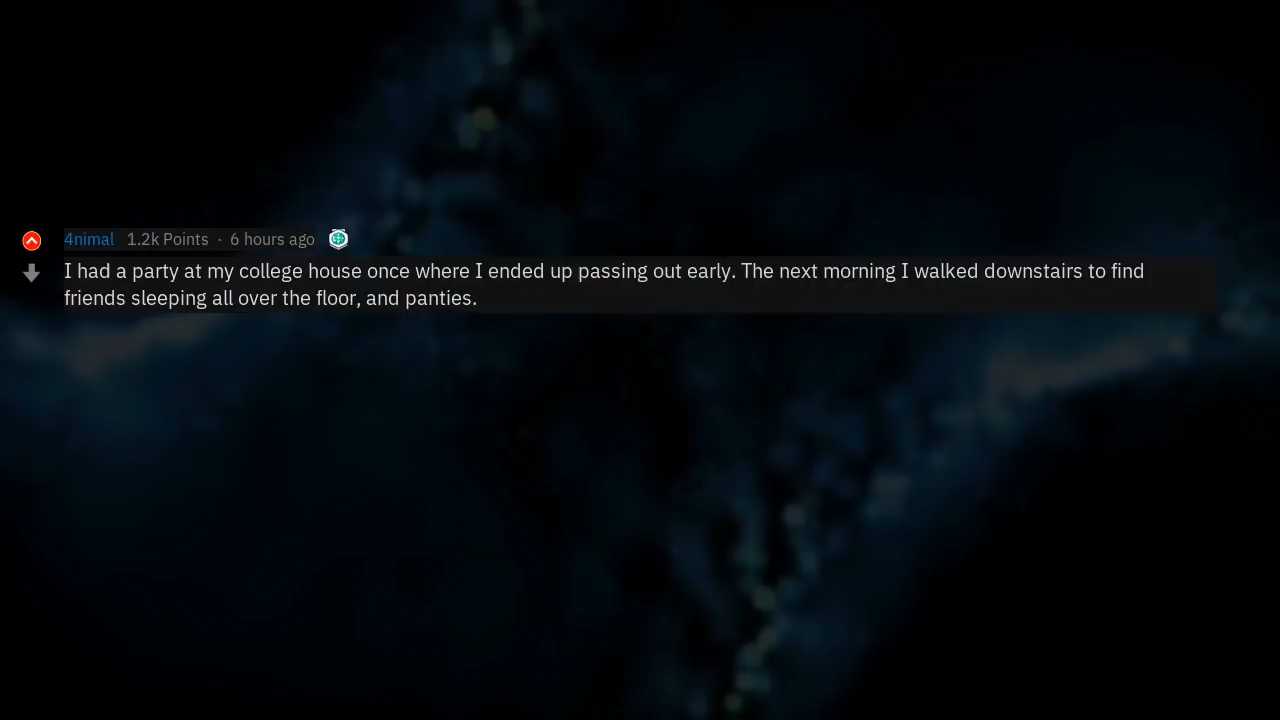 4nimal 1.2k Points · 6 hours ago
I had a party at my college house once where I ended up passing out early. The next morning I walked downstairs to find
friends sleeping all over the floor, and panties.